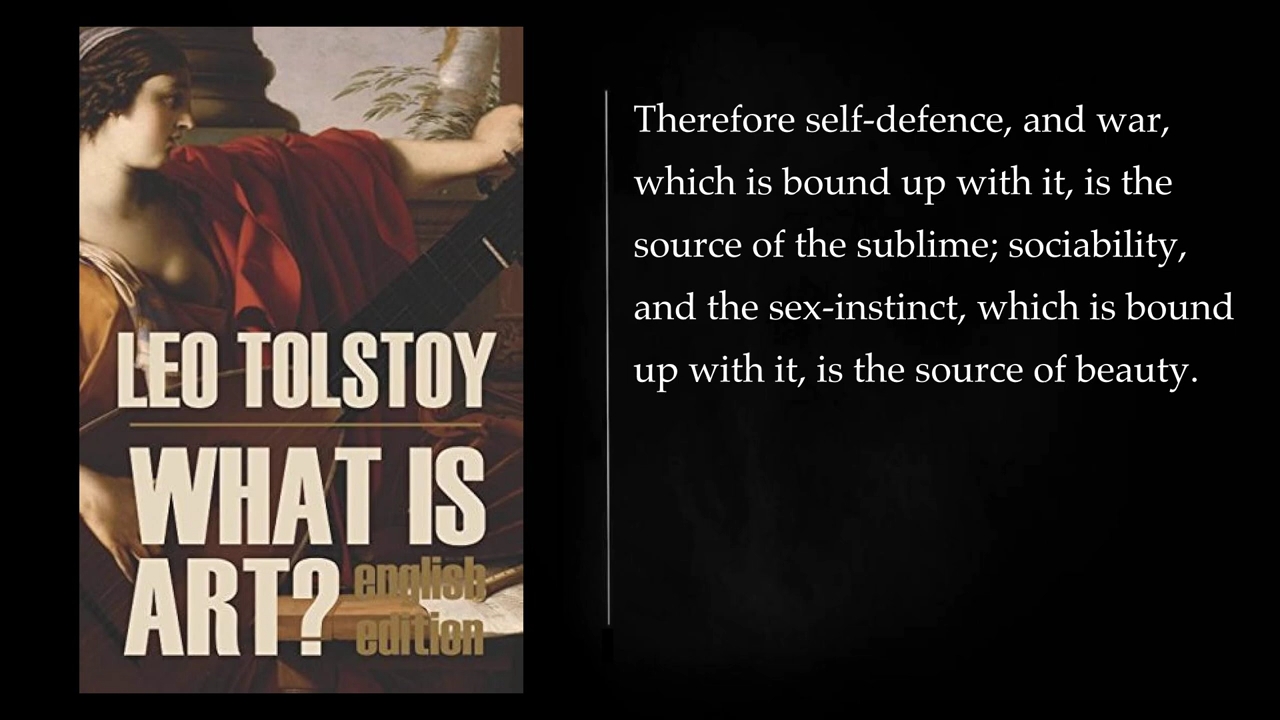 LEO TOLSTOY
WHAT IS
ART?
english
edition
Therefore self-defence, and war,
which is bound up with it, is the
source of the sublime; sociability,
and the sex-instinct, which is bound
up with it, is the source of beauty.